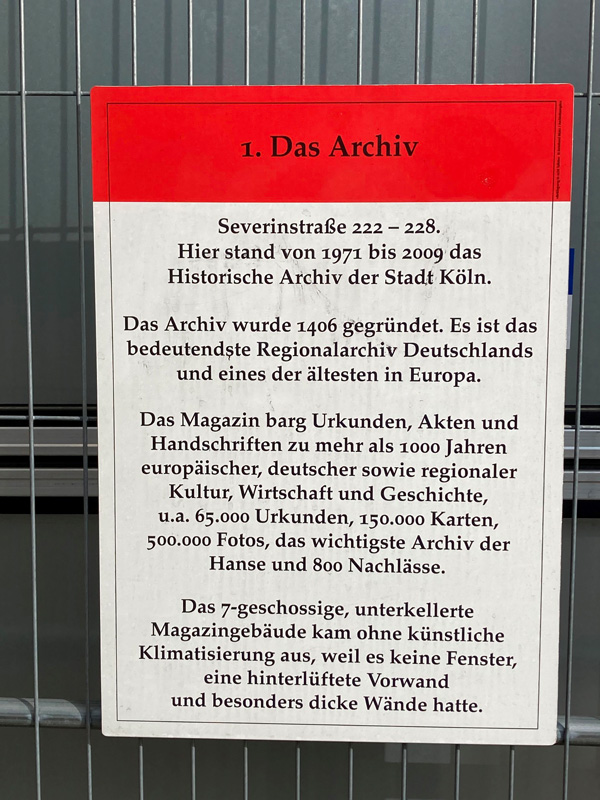 1. Das Archiv
Severinstraße 222 – 228.
Hier stand von 1971 bis 2009 das
Historische Archiv der Stadt Köln.
Das Archiv wurde 1406 gegründet. Es ist das
bedeutendste Regionalarchiv Deutschlands
und eines der ältesten in Europa.
Das Magazin barg Urkunden, Akten und
Handschriften zu mehr als 1000 Jahren
europäischer, deutscher sowie regionaler
Kultur, Wirtschaft und Geschichte,
u.a. 65.000 Urkunden, 150.000 Karten,
500.000 Fotos, das wichtigste Archiv der
Hanse und 800 Nachlässe.
Das 7-geschossige, unterkellerte
Magazingebäude kam ohne künstliche
Klimatisierung aus, weil es keine Fenster,
eine hinterlüftete Vorwand
und besonders dicke Wände hatte.